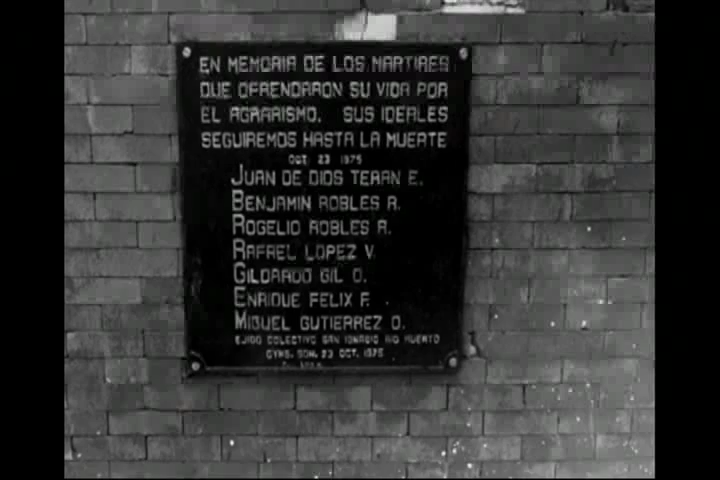 EN MEMORIA DE LOS MARTIRES
QUE OFRENDARON SU VIDA POR
EL AGRARISMO. SUS IDEALES
SEGUIREMOS HASTA LA MUERTE
OCT. 23 1975
JUAN DE DIOS TERAN E.
BENJAMIN ROBLES R.
ROGELIO ROBLES R.
RAFAEL LOPEZ V.
GILDARDO GIL O.
ENRIQUE FELIX F.
MIGUEL GUTIERREZ O.
EJIDO COLECTIVO SAN IGNACIO RIO MUERTO
GYMS. SON. 23 OCT. 1975